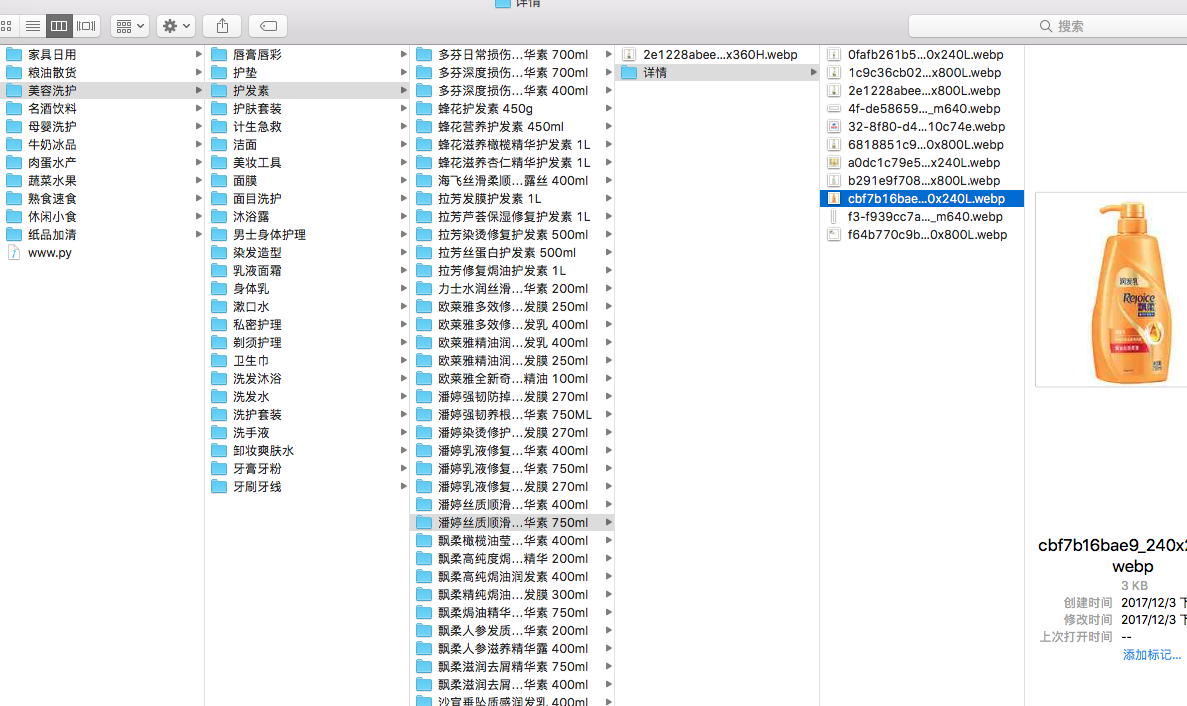 详情
搜索
家具日用
粮油散货
美容洗护
名酒饮料
母婴洗护
牛奶冰品
肉蛋水产
蔬菜水果
熟食速食
休闲小食
纸品加清
www.py
唇膏唇彩
护垫
护发素
护肤套装
计生急救
洁面
美妆工具
面膜
面目洗护
沐浴露
男士身体护理
染发造型
乳液面霜
身体乳
漱口水
私密护理
剃须护理
卫生巾
洗发沐浴
洗发水
洗护套装
洗手液
卸妆爽肤水
牙膏牙粉
牙刷牙线
多芬日常损伤...华素 700ml
多芬深度损伤...华素 700ml
多芬深度损伤...华素 400ml
蜂花护发素 450g
蜂花营养护发素 450ml
蜂花滋养橄榄精华护发素 1L
蜂花滋养杏仁精华护发素 1L
海飞丝滑柔顺...露丝 400ml
拉芳发膜护发素 1L
拉芳芦荟保湿修复护发素 1L
拉芳染烫修复护发素 500ml
拉芳丝蛋白护发素 500ml
拉芳修复焗油护发素 1L
力士水润丝滑...华素 200ml
欧莱雅多效修...发膜 250ml
欧莱雅多效修...发乳 400ml
欧莱雅精油润...发乳 400ml
欧莱雅精油润...发膜 250ml
欧莱雅全新奇...精油 100ml
潘婷强韧防掉...发膜 270ml
潘婷强韧养根...华素 750ML
潘婷染烫修护...发膜 270ml
潘婷乳液修复...华素 400ml
潘婷乳液修复...华素 750ml
潘婷乳液修复...发膜 270ml
潘婷丝质顺滑...华素 400ml
潘婷丝质顺滑...华素 750ml
飘柔橄榄油莹...华素 400ml
飘柔高纯度焗...精华 200ml
飘柔高纯焗油润发素 400ml
飘柔精纯焗油...发膜 300ml
飘柔焗油精华...华素 750ml
飘柔人参发质...华素 200ml
飘柔人参滋养精华露 400ml
飘柔滋润去屑精华素 750ml
飘柔滋润去屑...华素 400ml
沙宣垂坠质感润发乳 400ml
2e1228abee...x360H.webp
详情
0fafb261b5...0x240L.webp
1c9c36cb02...x800L.webp
2e1228abee...x800L.webp
4f-de58659..._m640.webp
32-8f80-d4...10c74e.webp
6818851c9...0x800L.webp
a0dc1c79e5...x240L.webp
b291e9f708...x800L.webp
cbf7b16bae...0x240L.webp
f3-f939cc7a..._m640.webp
f64b770c9b...0x800L.webp
润发乳
Rejoice
飘柔
cbf7b16bae9_240x2
webp
3 KB
创建时间 2017/12/3 下
修改时间 2017/12/3 下
上次打开时间 --
添加标记...